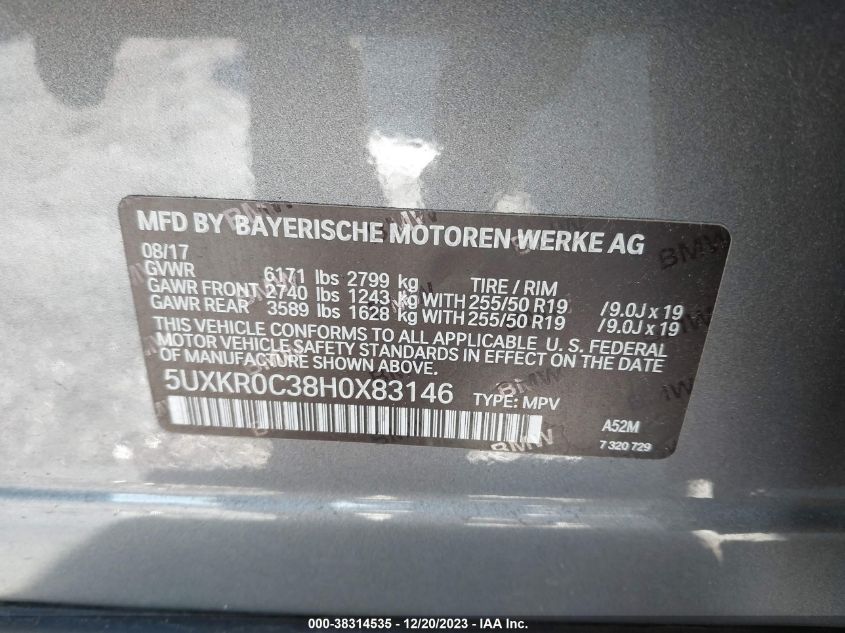 MFD BY BAYERISCHE MOTOREN WERKE AG
08/17
GVWR 6171 lbs 2799 kg TIRE / RIM
GAWR FRONT 2740 lbs 1243 kg WITH 255/50 R19 /9.0J x 19
GAWR REAR 3589 lbs 1628 kg WITH 255/50 R19 /9.0J x 19
THIS VEHICLE CONFORMS TO ALL APPLICABLE U. S. FEDERAL
MOTOR VEHICLE SAFETY STANDARDS IN EFFECT ON THE DATE
OF MANUFACTURE SHOWN ABOVE.
5UXKR0C38H0X83146 TYPE: MPV
A52M
7 320 729
000-38314535 - 12/20/2023 - IAA Inc.